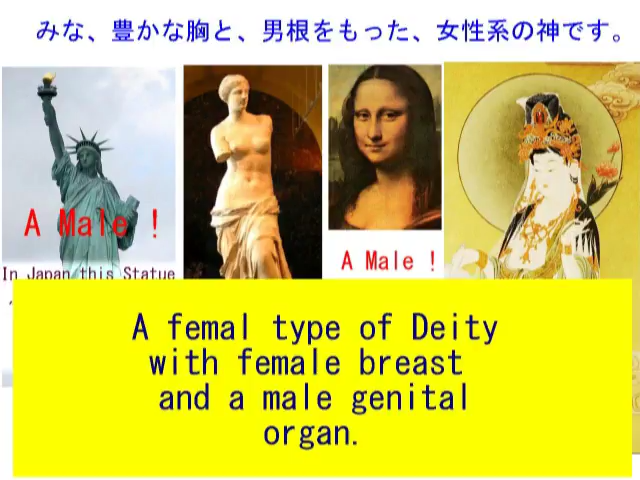 みな、豊かな胸と、男根をもった、女性系の神です。
A Male !
In Japan this Statue
A Male !
A femal type of Deity
with female breast
and a male genital
organ.